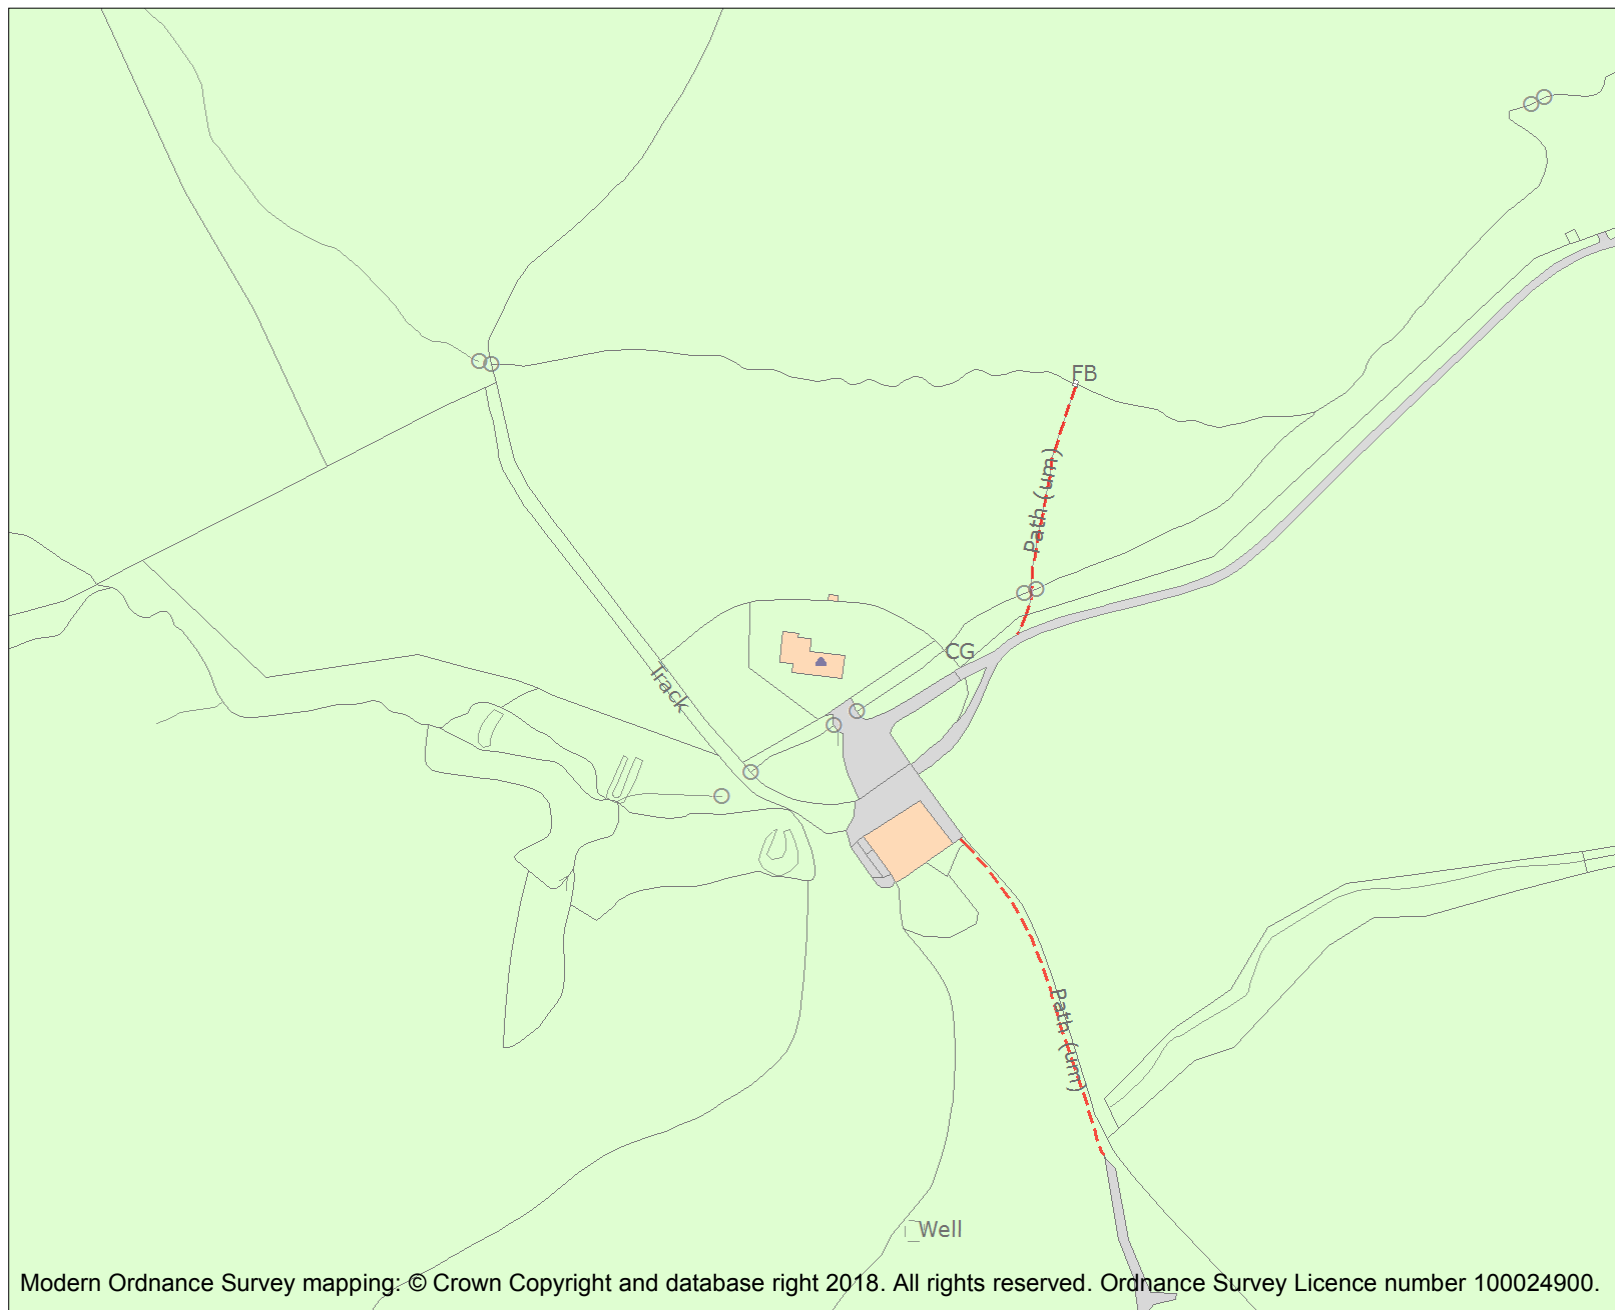 FB
Path (um)
CG
Track
Path (um)
Well
Modern Ordnance Survey mapping: © Crown Copyright and database right 2018. All rights reserved. Ordnance Survey Licence number 100024900.